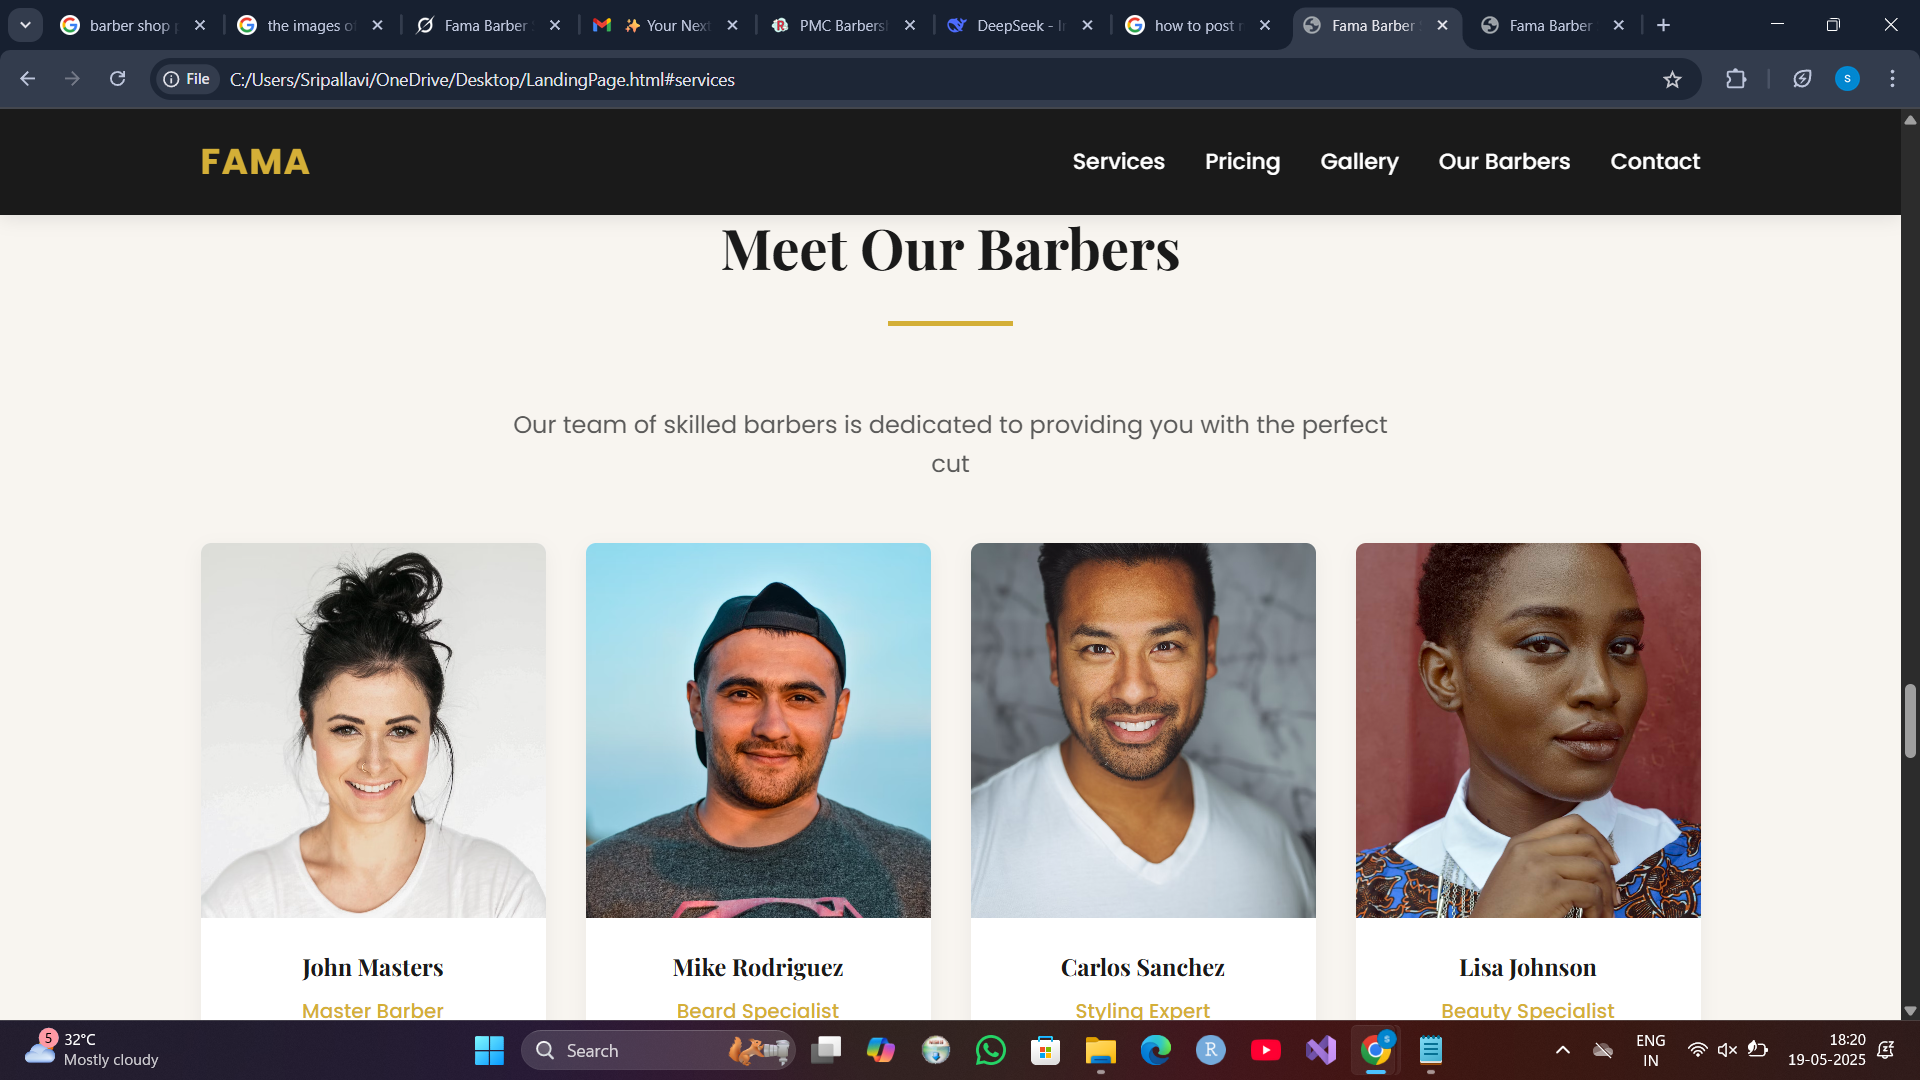 barber shop p
the images of
Fama Barber S
✨ Your Next
PMC Barbersh
DeepSeek - In
how to post m
Fama Barber S
Fama Barber
File
C:/Users/Sripallavi/OneDrive/Desktop/LandingPage.html#services
S
FAMA
Services
Pricing
Gallery
Our Barbers
Contact
Meet Our Barbers
Our team of skilled barbers is dedicated to providing you with the perfect
cut
John Masters
Mike Rodriguez
Carlos Sanchez
Lisa Johnson
Master Barber
Beard Specialist
Styling Expert
Beauty Specialist
5
32°C
Mostly cloudy
Search
R
S
ENG
IN
18:20
19-05-2025